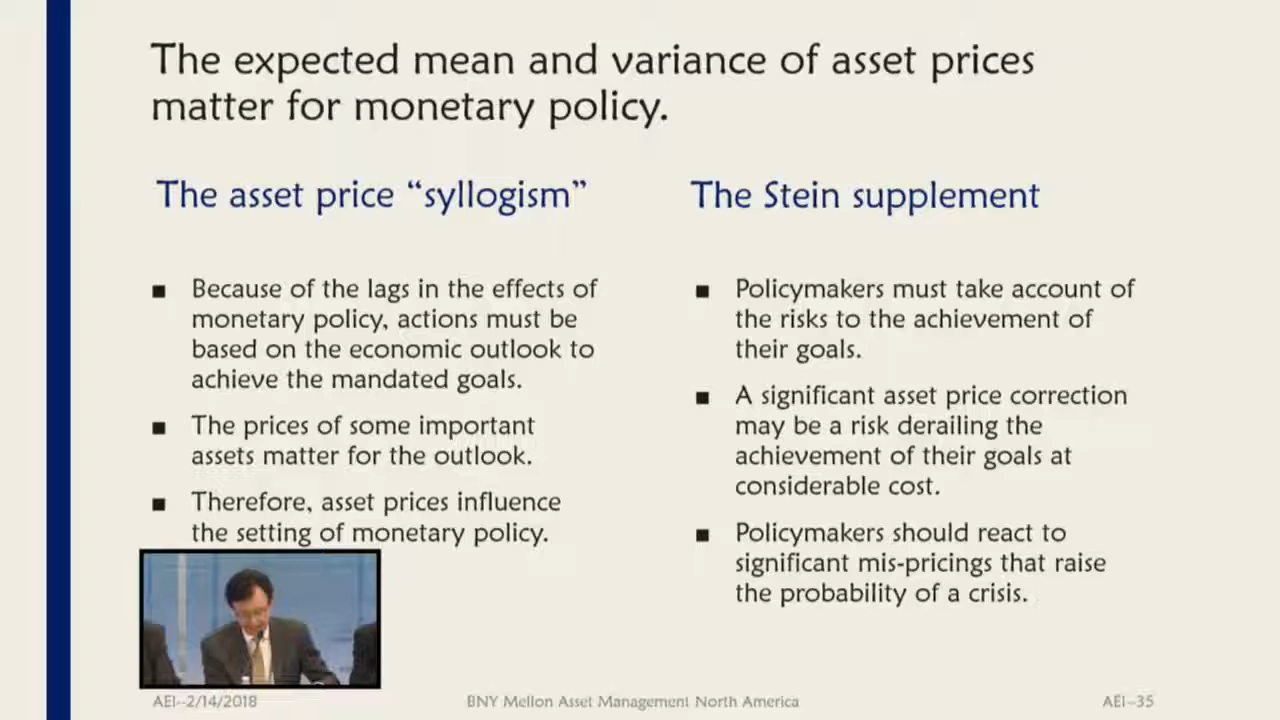 The expected mean and variance of asset prices
matter for monetary policy.
The asset price “syllogism”
■ Because of the lags in the effects of
monetary policy, actions must be
based on the economic outlook to
achieve the mandated goals.
■ The prices of some important
assets matter for the outlook.
■ Therefore, asset prices influence
the setting of monetary policy.
The Stein supplement
■ Policymakers must take account of
the risks to the achievement of
their goals.
■ A significant asset price correction
may be a risk derailing the
achievement of their goals at
considerable cost.
■ Policymakers should react to
significant mis-pricings that raise
the probability of a crisis.
AEI--2/14/2018
BNY Mellon Asset Management North America
AEI–35